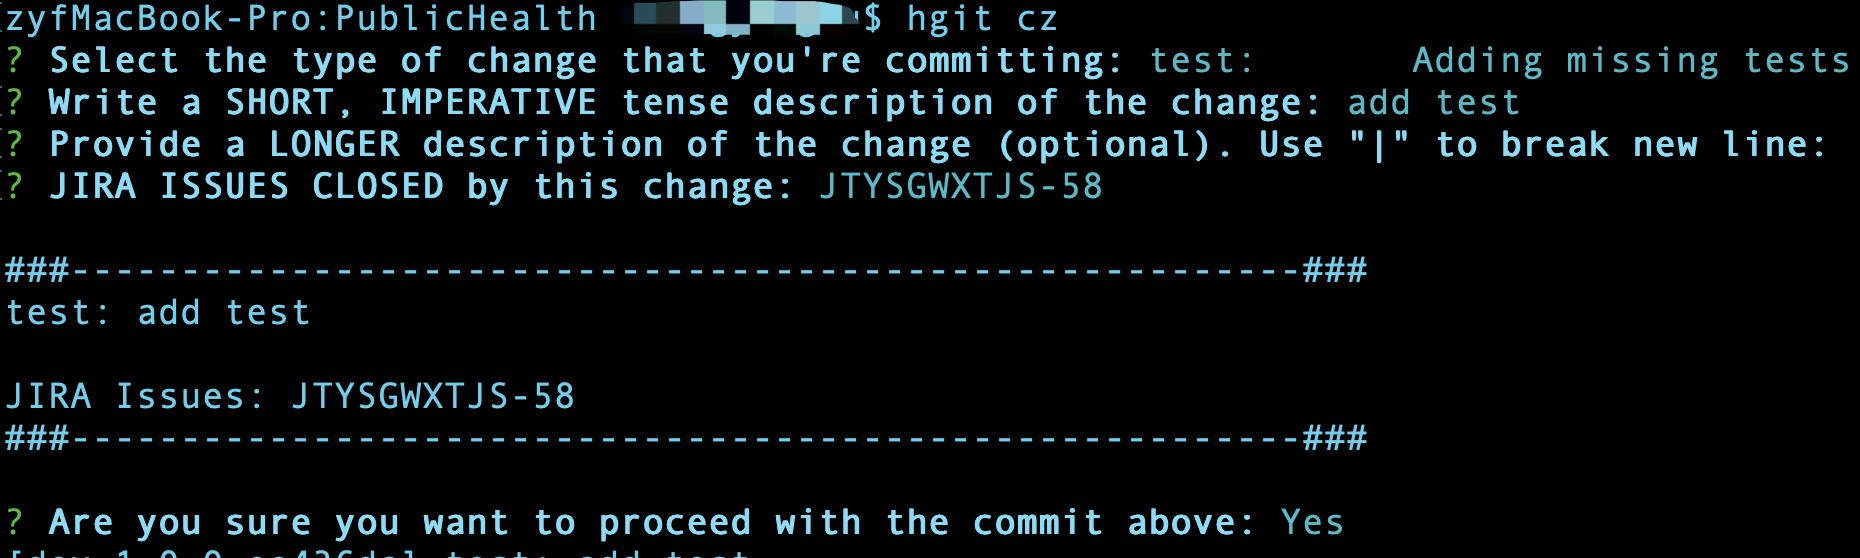 zyfMacBook-Pro:PublicHealth $ hgit cz
? Select the type of change that you're committing: test: Adding missing tests
? Write a SHORT, IMPERATIVE tense description of the change: add test
? Provide a LONGER description of the change (optional). Use "|" to break new line:
? JIRA ISSUES CLOSED by this change: JTYSGWXTJS-58
###--------------------------------------------------------###
test: add test
JIRA Issues: JTYSGWXTJS-58
###--------------------------------------------------------###
? Are you sure you want to proceed with the commit above: Yes
test: add test